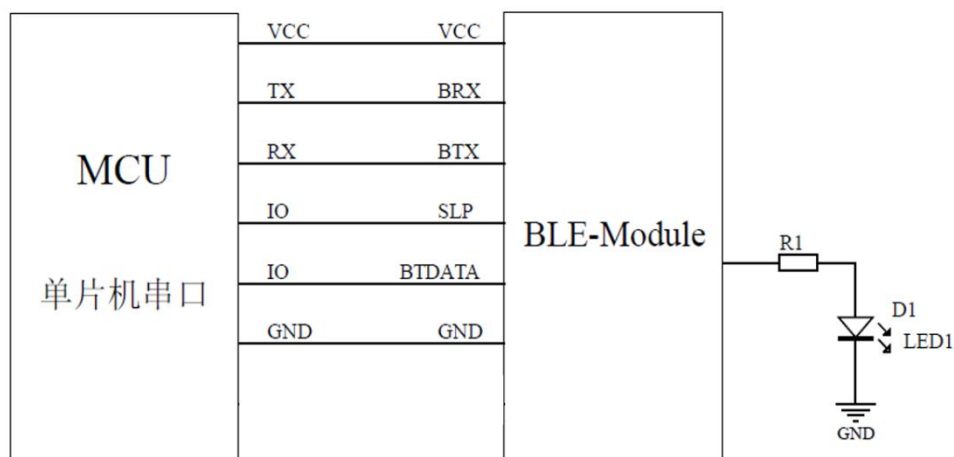 VCC VCC
TX BRX
RX BTX
MCU
IO SLP
BLE-Module
R1
IO BTDATA
单片机串口
D1
GND GND
LED1
GND